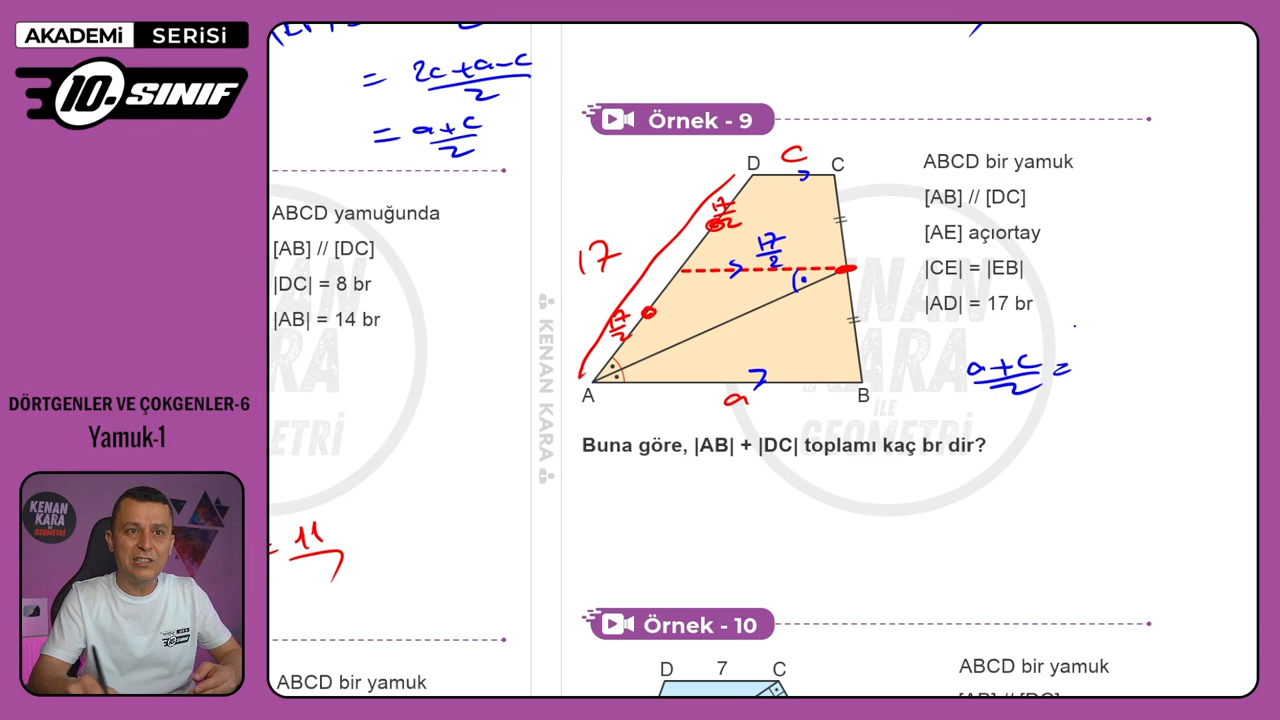 AKADEMİ SERİSİ
10. SINIF
DÖRTGENLER VE ÇOKGENLER-6
Yamuk-1
KENAN KARA İLE GEOMETRİ
= 2c+a-c/2
= a+c/2
ABCD yamuğunda
[AB] // [DC]
|DC| = 8 br
|AB| = 14 br
= 11
ABCD bir yamuk
KENAN KARA
Örnek - 9
D C C
17/2
17
17/2
17/2
A a B
ABCD bir yamuk
[AB] // [DC]
[AE] açıortay
|CE| = |EB|
|AD| = 17 br
a+c/2 =
Buna göre, |AB| + |DC| toplamı kaç br dir?
KENAN KARA İLE GEOMETRİ
Örnek - 10
D 7 C
ABCD bir yamuk